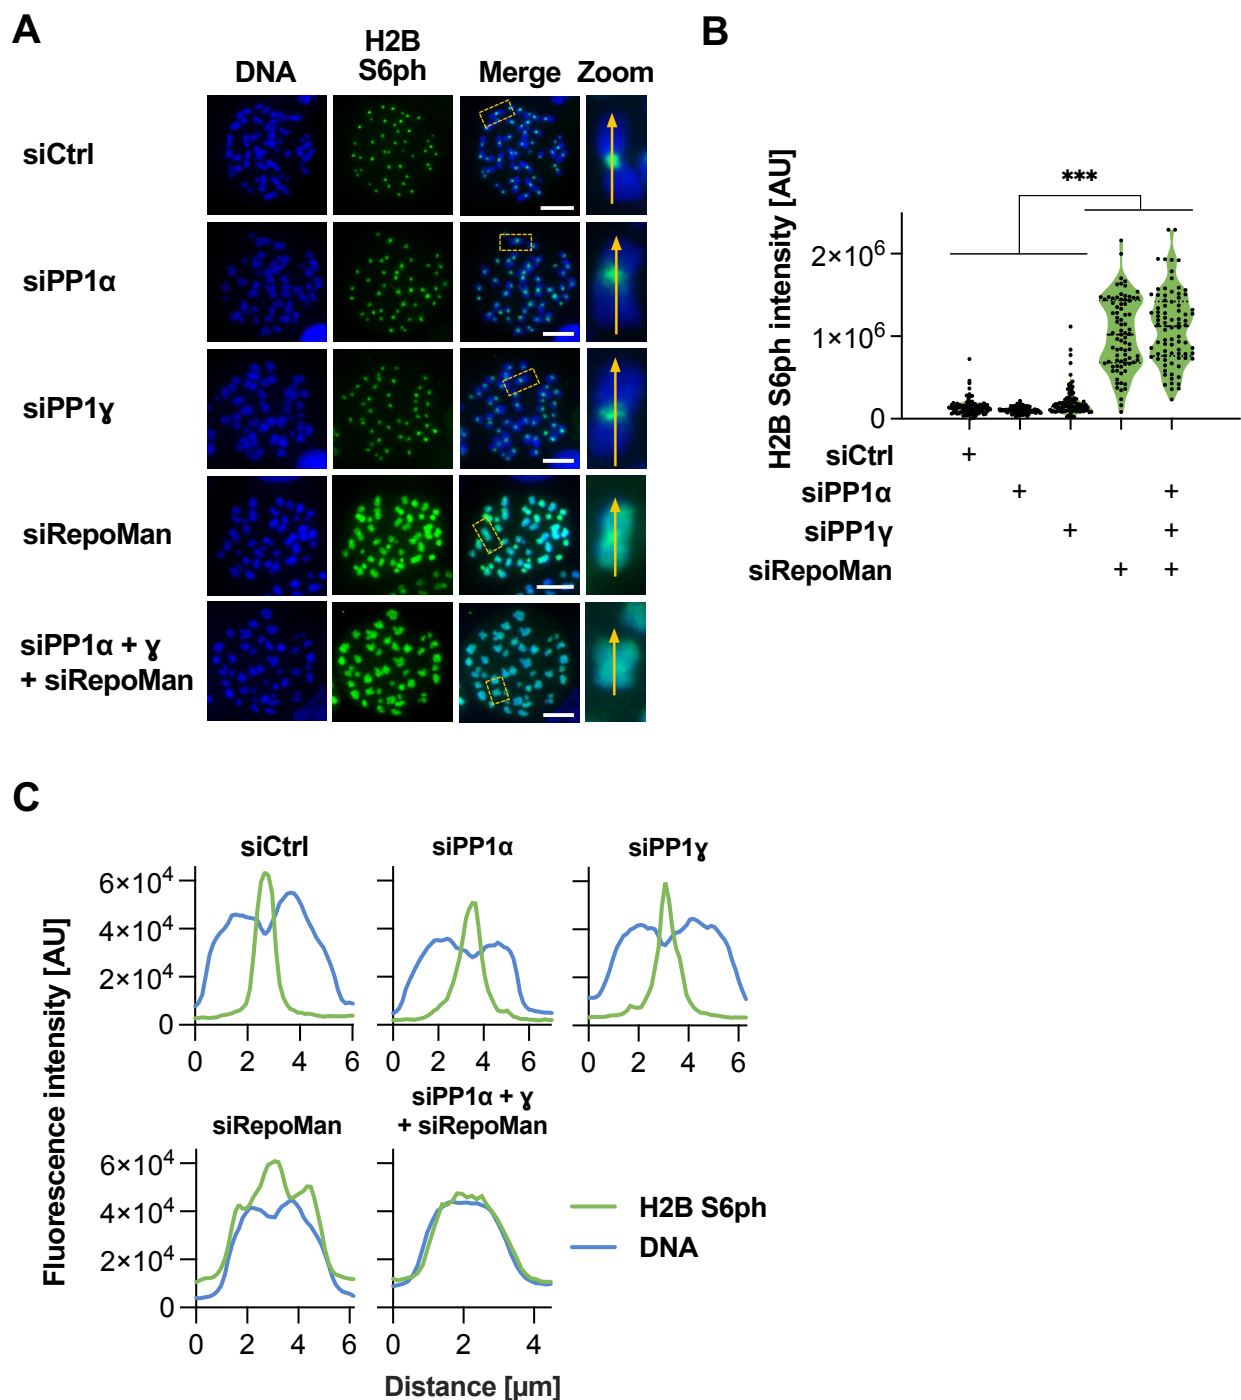 A
DNA
H2B
S6ph
Merge
Zoom
siCtrl
siPP1α
siPP1ɣ
siRepoMan
siPP1α + ɣ
+ siRepoMan
B
H2B S6ph intensity [AU]
***
2×10⁶
1×10⁶
0
siCtrl +
siPP1α + +
siPP1γ + +
siRepoMan + +
C
Fluorescence intensity [AU]
siCtrl
siPP1α
siPP1ɣ
6×10⁴
4×10⁴
2×10⁴
0
0 2 4 6
0 2 4 6
0 2 4 6
siRepoMan
siPP1α + ɣ
+ siRepoMan
6×10⁴
4×10⁴
2×10⁴
0
0 2 4 6
0 2 4
H2B S6ph
DNA
Distance [µm]